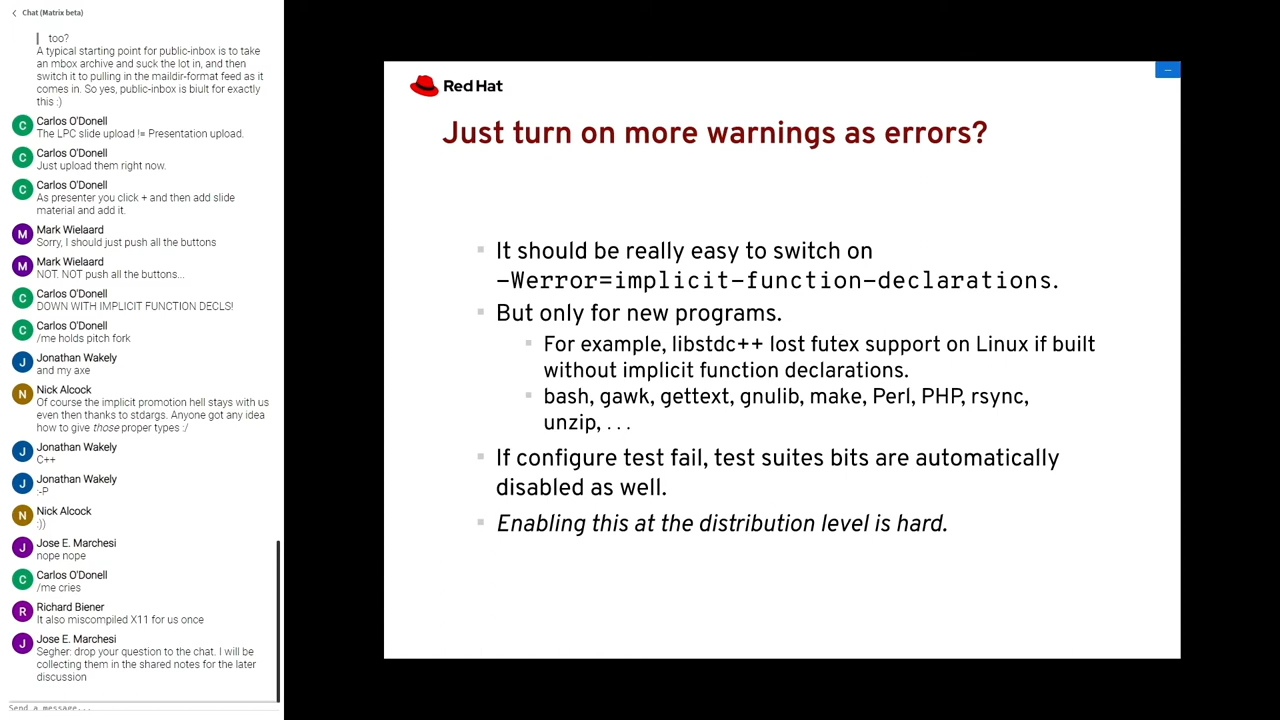 Chat (Matrix beta)
too?
A typical starting point for public-inbox is to take
an mbox archive and suck the lot in, and then
switch it to pulling in the maildir-format feed as it
comes in. So yes, public-inbox is biult for exactly
this :)
C
Carlos O'Donell
The LPC slide upload != Presentation upload.
C
Carlos O'Donell
Just upload them right now.
C
Carlos O'Donell
As presenter you click + and then add slide
material and add it.
M
Mark Wielaard
Sorry, I should just push all the buttons
M
Mark Wielaard
NOT. NOT push all the buttons...
C
Carlos O'Donell
DOWN WITH IMPLICIT FUNCTION DECLS!
C
Carlos O'Donell
/me holds pitch fork
J
Jonathan Wakely
and my axe
N
Nick Alcock
Of course the implicit promotion hell stays with us
even then thanks to stdargs. Anyone got any idea
how to give those proper types :/
J
Jonathan Wakely
C++
J
Jonathan Wakely
:-P
N
Nick Alcock
:))
J
Jose E. Marchesi
nope nope
C
Carlos O'Donell
/me cries
R
Richard Biener
It also miscompiled X11 for us once
J
Jose E. Marchesi
Segher: drop your question to the chat. I will be
collecting them in the shared notes for the later
discussion
Send a message...
Red Hat
Just turn on more warnings as errors?
It should be really easy to switch on
-Werror=implicit-function-declarations.
But only for new programs.
For example, libstdc++ lost futex support on Linux if built
without implicit function declarations.
bash, gawk, gettext, gnulib, make, Perl, PHP, rsync,
unzip, ...
If configure test fail, test suites bits are automatically
disabled as well.
Enabling this at the distribution level is hard.